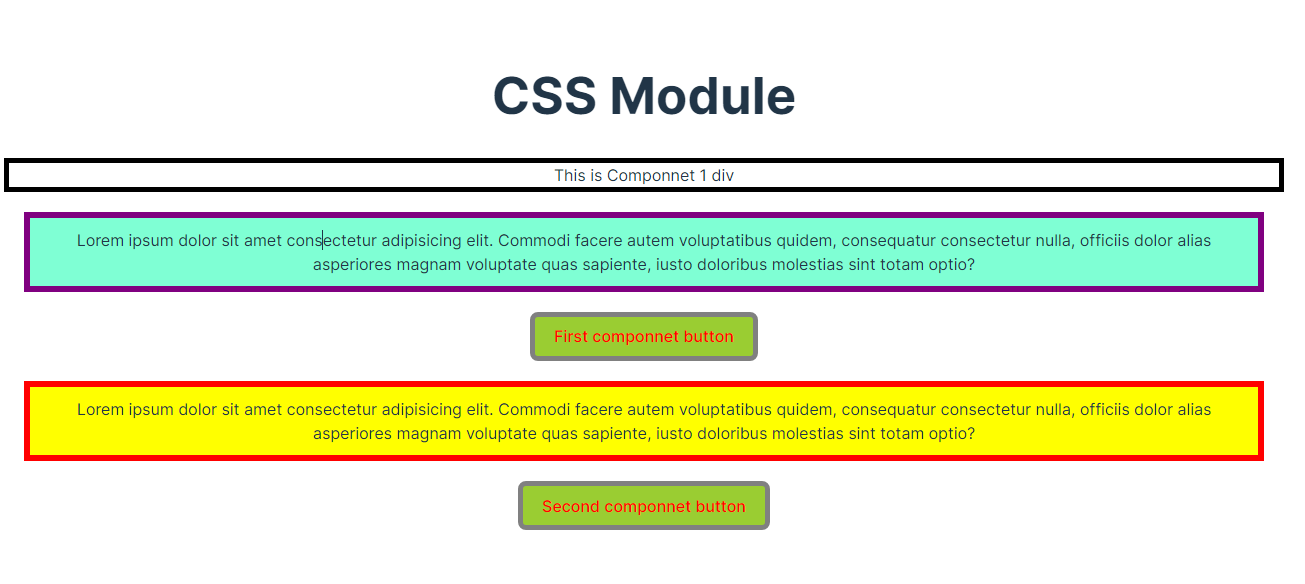 CSS Module
This is Componnet 1 div
Lorem ipsum dolor sit amet consectetur adipisicing elit. Commodi facere autem voluptatibus quidem, consequatur consectetur nulla, officiis dolor alias
asperiores magnam voluptate quas sapiente, iusto doloribus molestias sint totam optio?
First componnet button
Lorem ipsum dolor sit amet consectetur adipisicing elit. Commodi facere autem voluptatibus quidem, consequatur consectetur nulla, officiis dolor alias
asperiores magnam voluptate quas sapiente, iusto doloribus molestias sint totam optio?
Second componnet button